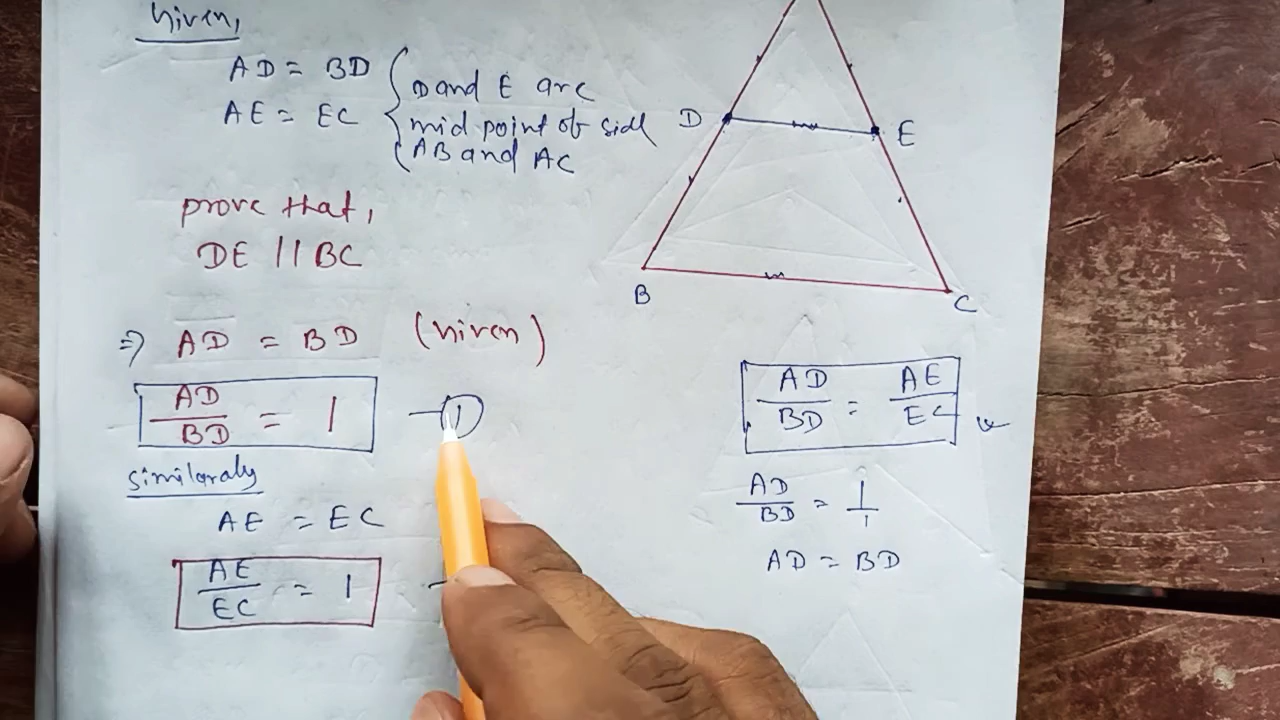 Given,
AD = BD
AE = EC
D and E are
mid point of side
AB and AC
prove that,
DE || BC
⇒ AD = BD (Given)
AD/BD = 1 — ①
Similaraly
AE = EC
AE/EC = 1 —
D
E
B
C
AD/BD = AE/EC
AD/BD = 1/1
AD = BD